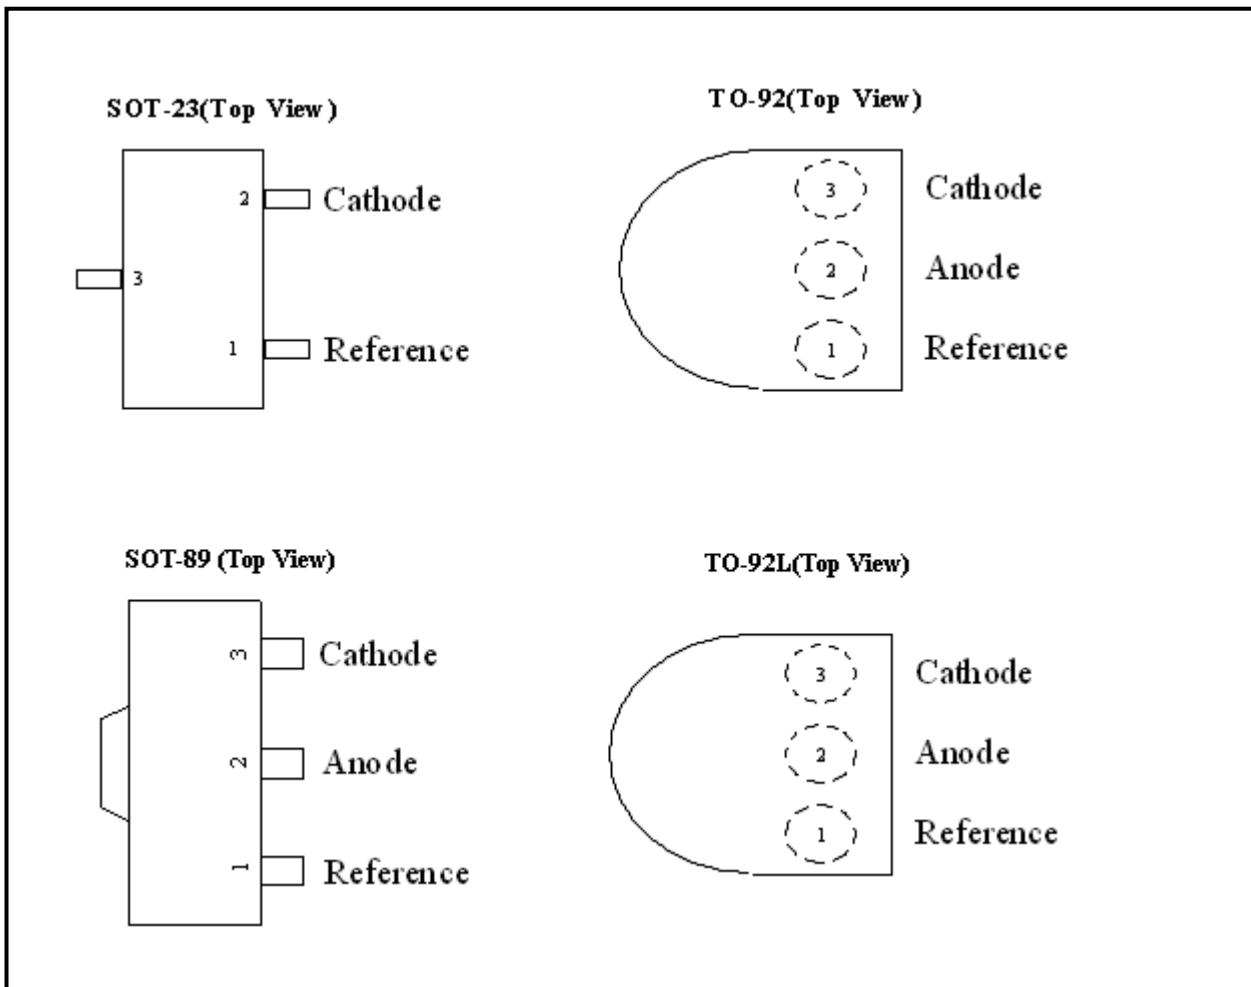 SOT-23(Top View)
2 Cathode
3
1 Reference
TO-92(Top View)
3 Cathode
2 Anode
1 Reference
SOT-89 (Top View)
3 Cathode
2 Anode
1 Reference
TO-92L(Top View)
3 Cathode
2 Anode
1 Reference